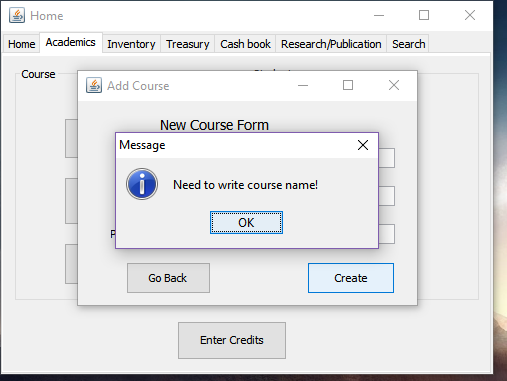 Home
Home Academics Inventory Treasury Cash book Research/Publication Search
Course
Add Course
New Course Form
Message
Need to write course name!
OK
Go Back Create
Enter Credits